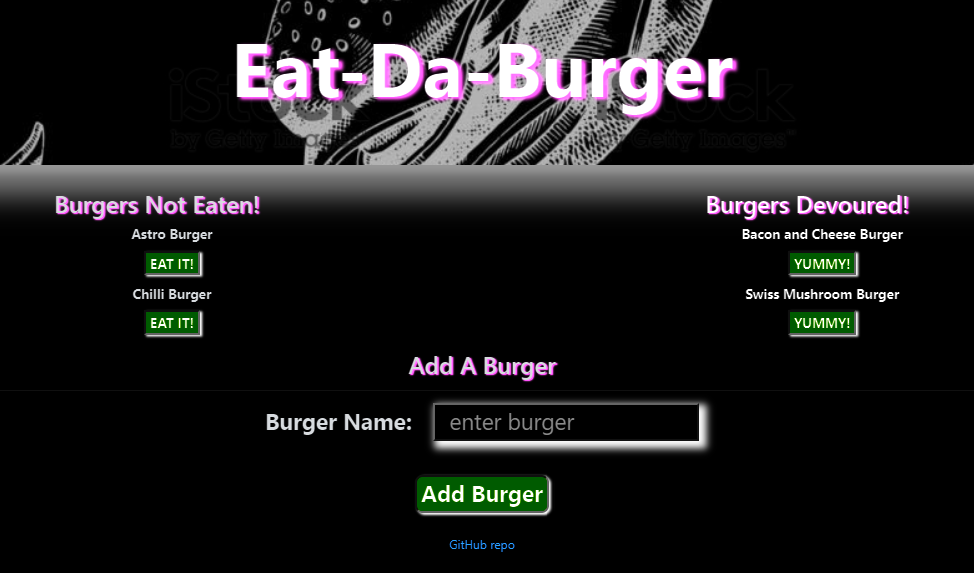 Eat-Da-Burger
iStock
by Getty Images™
Burgers Not Eaten!
Astro Burger
EAT IT!
Chilli Burger
EAT IT!
Burgers Devoured!
Bacon and Cheese Burger
YUMMY!
Swiss Mushroom Burger
YUMMY!
Add A Burger
Burger Name:
enter burger
Add Burger
GitHub repo